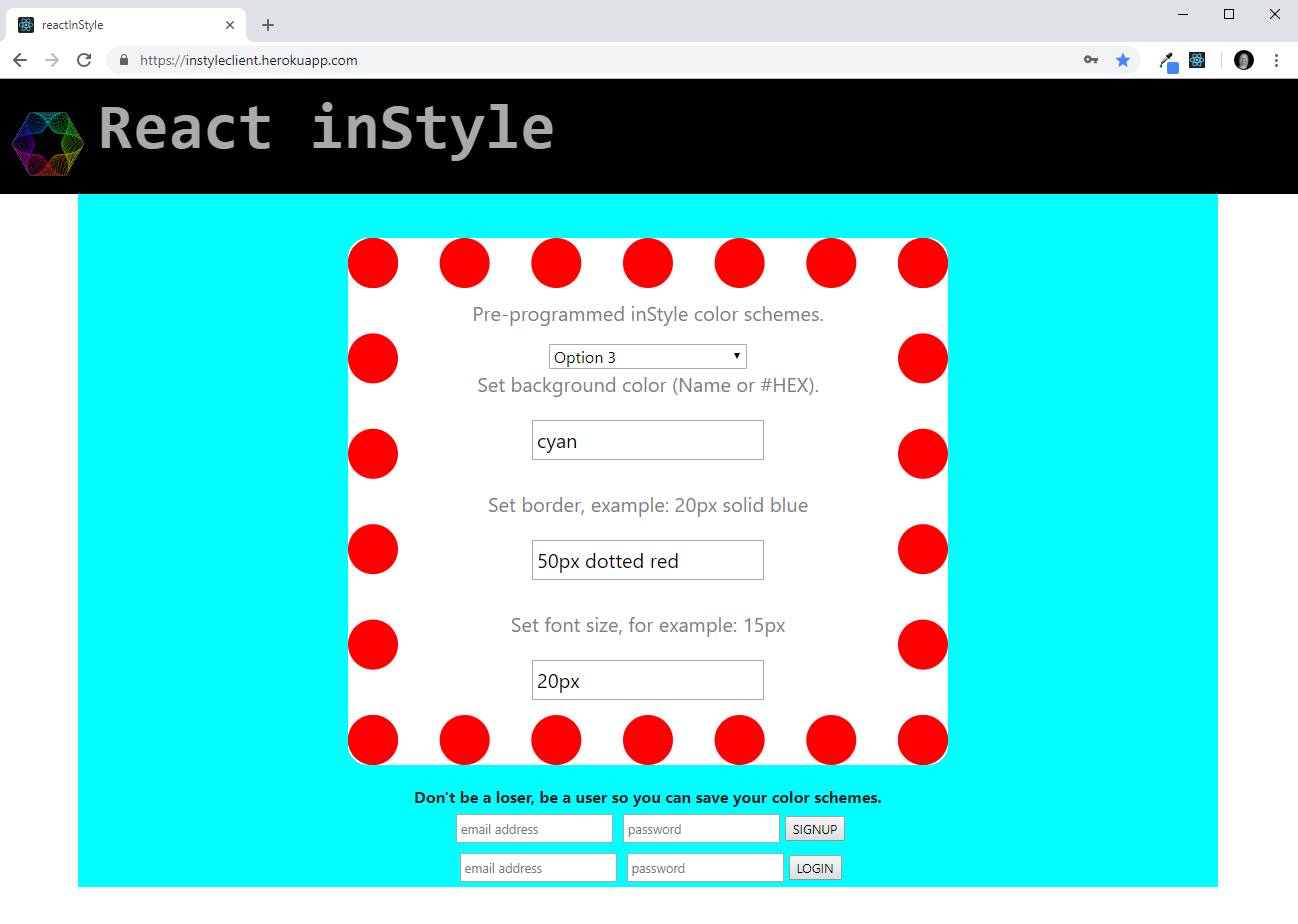 reactInStyle
https://instyleclient.herokuapp.com
React inStyle
Pre-programmed inStyle color schemes.
Option 3
Set background color (Name or #HEX).
cyan
Set border, example: 20px solid blue
50px dotted red
Set font size, for example: 15px
20px
Don't be a loser, be a user so you can save your color schemes.
email address password SIGNUP
email address password LOGIN